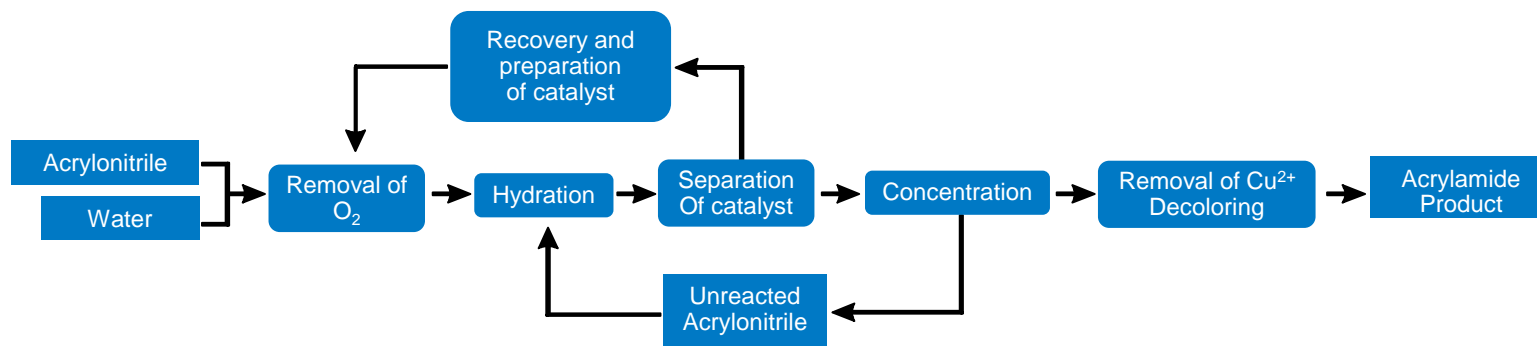 Recovery and
preparation
of catalyst
Acrylonitrile
Water
Removal of
O₂
Hydration
Separation
Of catalyst
Concentration
Removal of Cu²⁺
Decoloring
Acrylamide
Product
Unreacted
Acrylonitrile